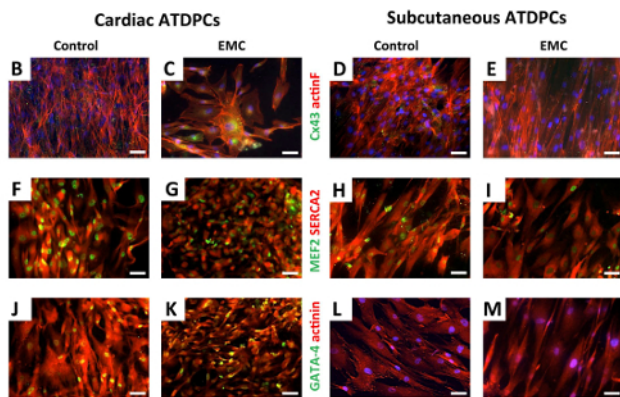 Cardiac ATDPCs
Subcutaneous ATDPCs
Control
EMC
Control
EMC
B
C
Cx43 actinF
D
E
F
G
MEF2 SERCA2
H
I
J
K
GATA-4 actinin
L
M